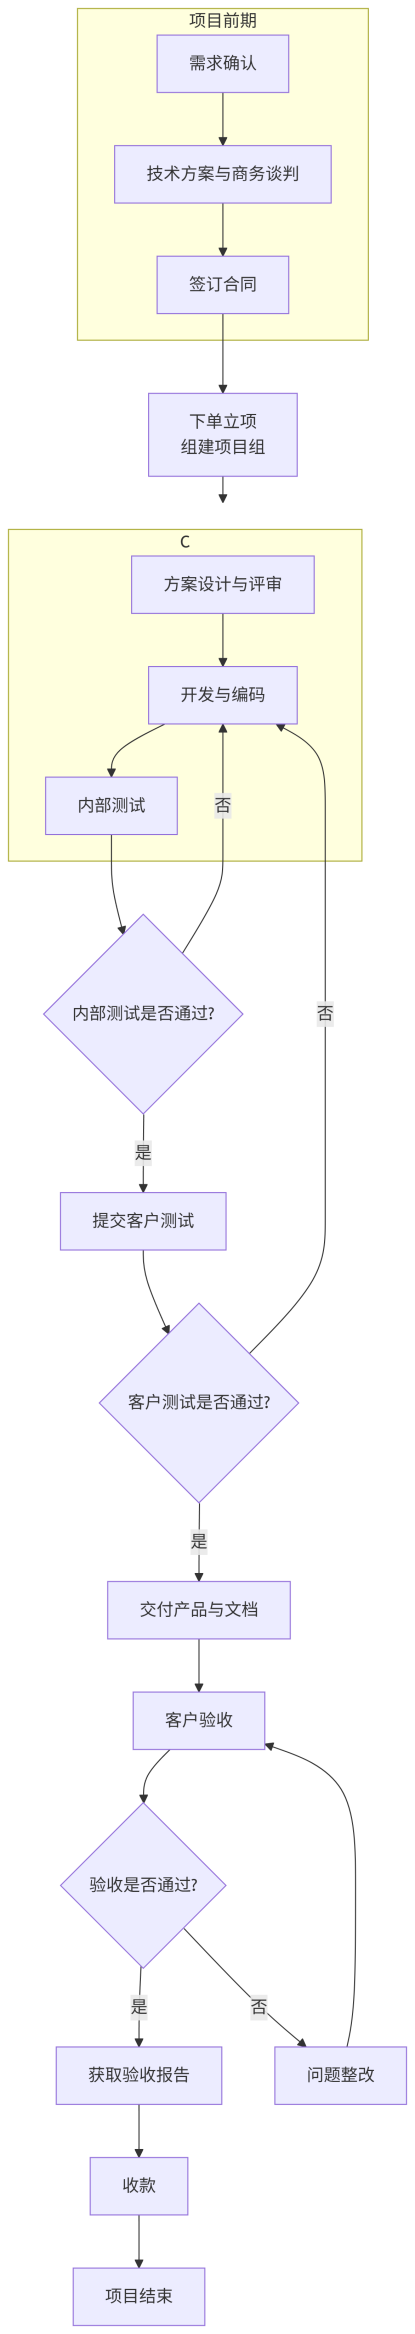 项目前期
需求确认
技术方案与商务谈判
签订合同
下单立项
组建项目组
C
方案设计与评审
开发与编码
内部测试
否
内部测试是否通过?
否
是
提交客户测试
客户测试是否通过?
是
交付产品与文档
客户验收
验收是否通过?
是
否
获取验收报告
问题整改
收款
项目结束